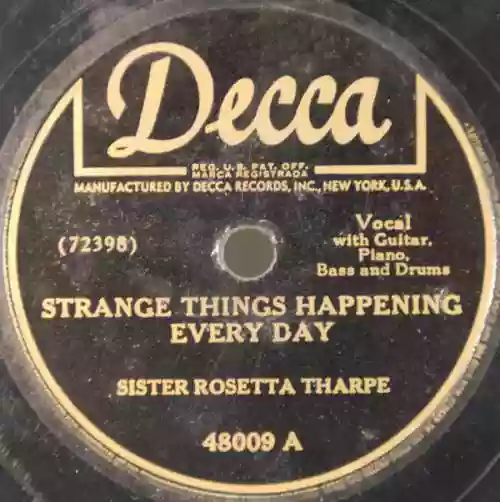 Decca
REG. U.S. PAT. OFF.
MARCA REGISTRADA
MANUFACTURED BY DECCA RECORDS, INC., NEW YORK, U.S.A.
(72398)
Vocal
with Guitar,
Piano,
Bass and Drums
STRANGE THINGS HAPPENING
EVERY DAY
SISTER ROSETTA THARPE
48009 A